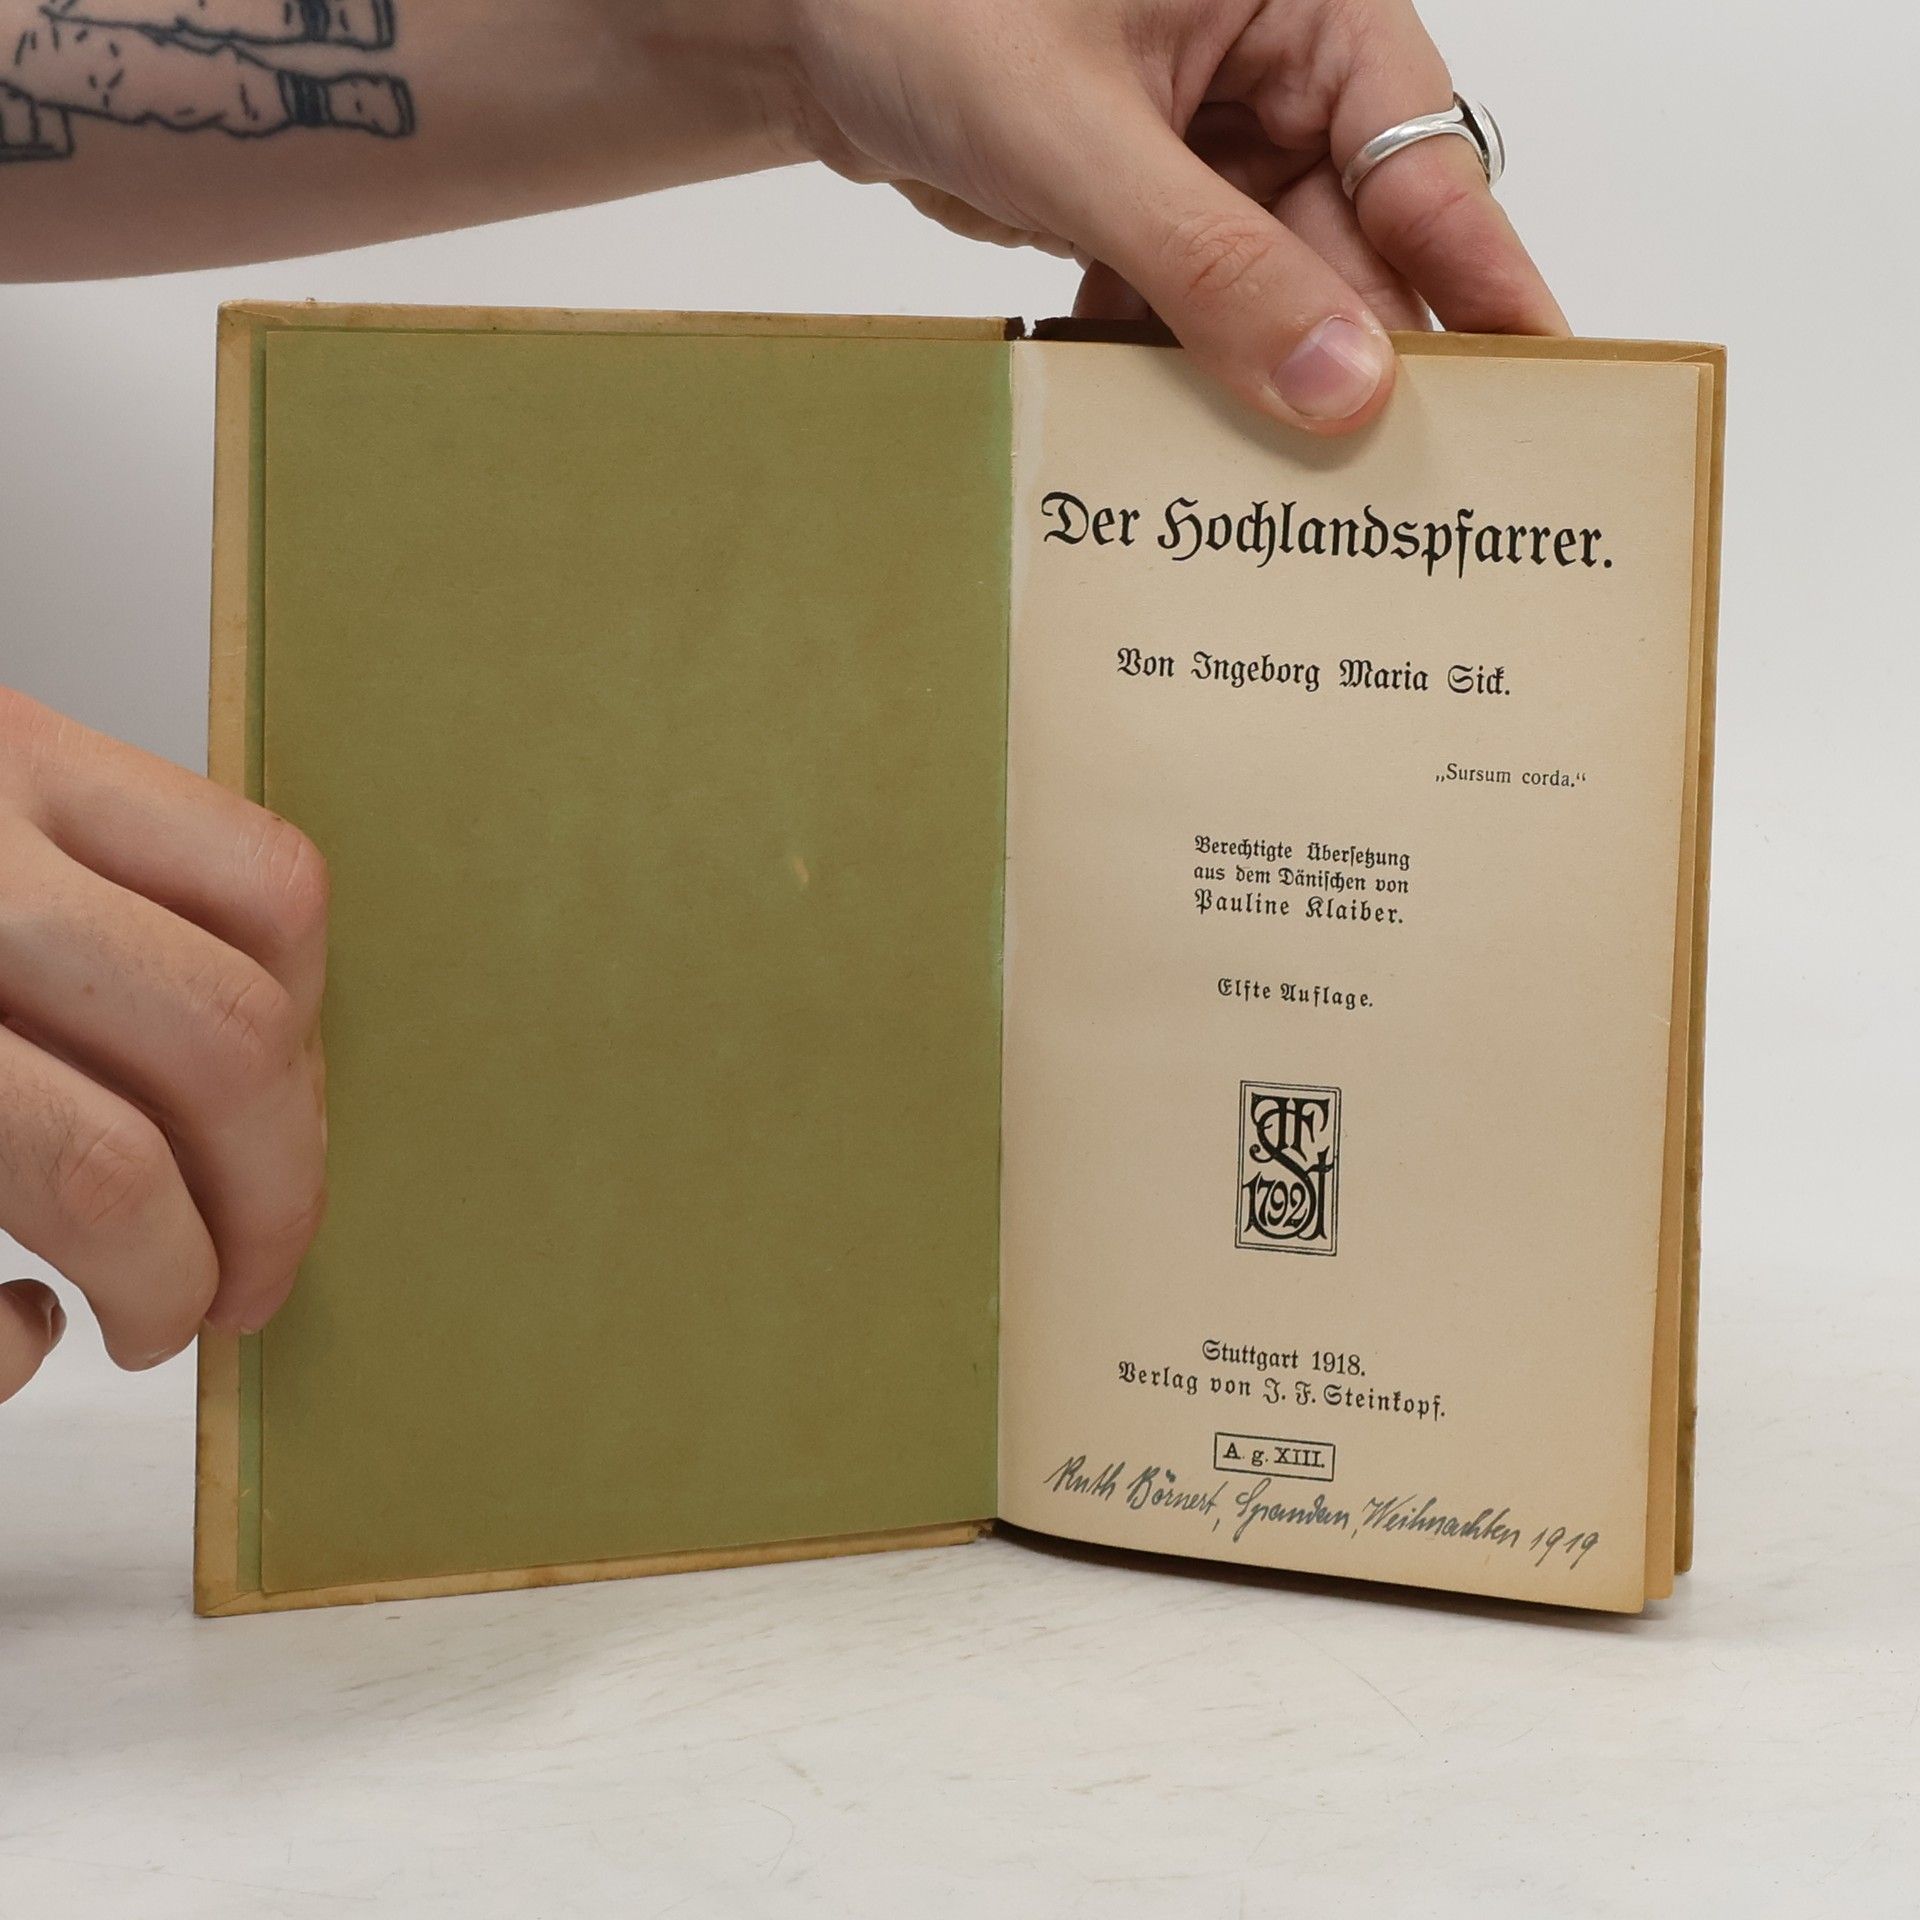 Der Hochlandspfarrer.
Von Ingeborg Maria Sick.
„Sursum corda.“
Berechtigte Übersetzung
aus dem Dänischen von
Pauline Klaiber.
Elfte Auflage.
JFSt
1792
Stuttgart 1918.
Verlag von J. F. Steinkopf.
A. g. XIII.
Ruth Börnert, Spandau, Weihnachten 1919